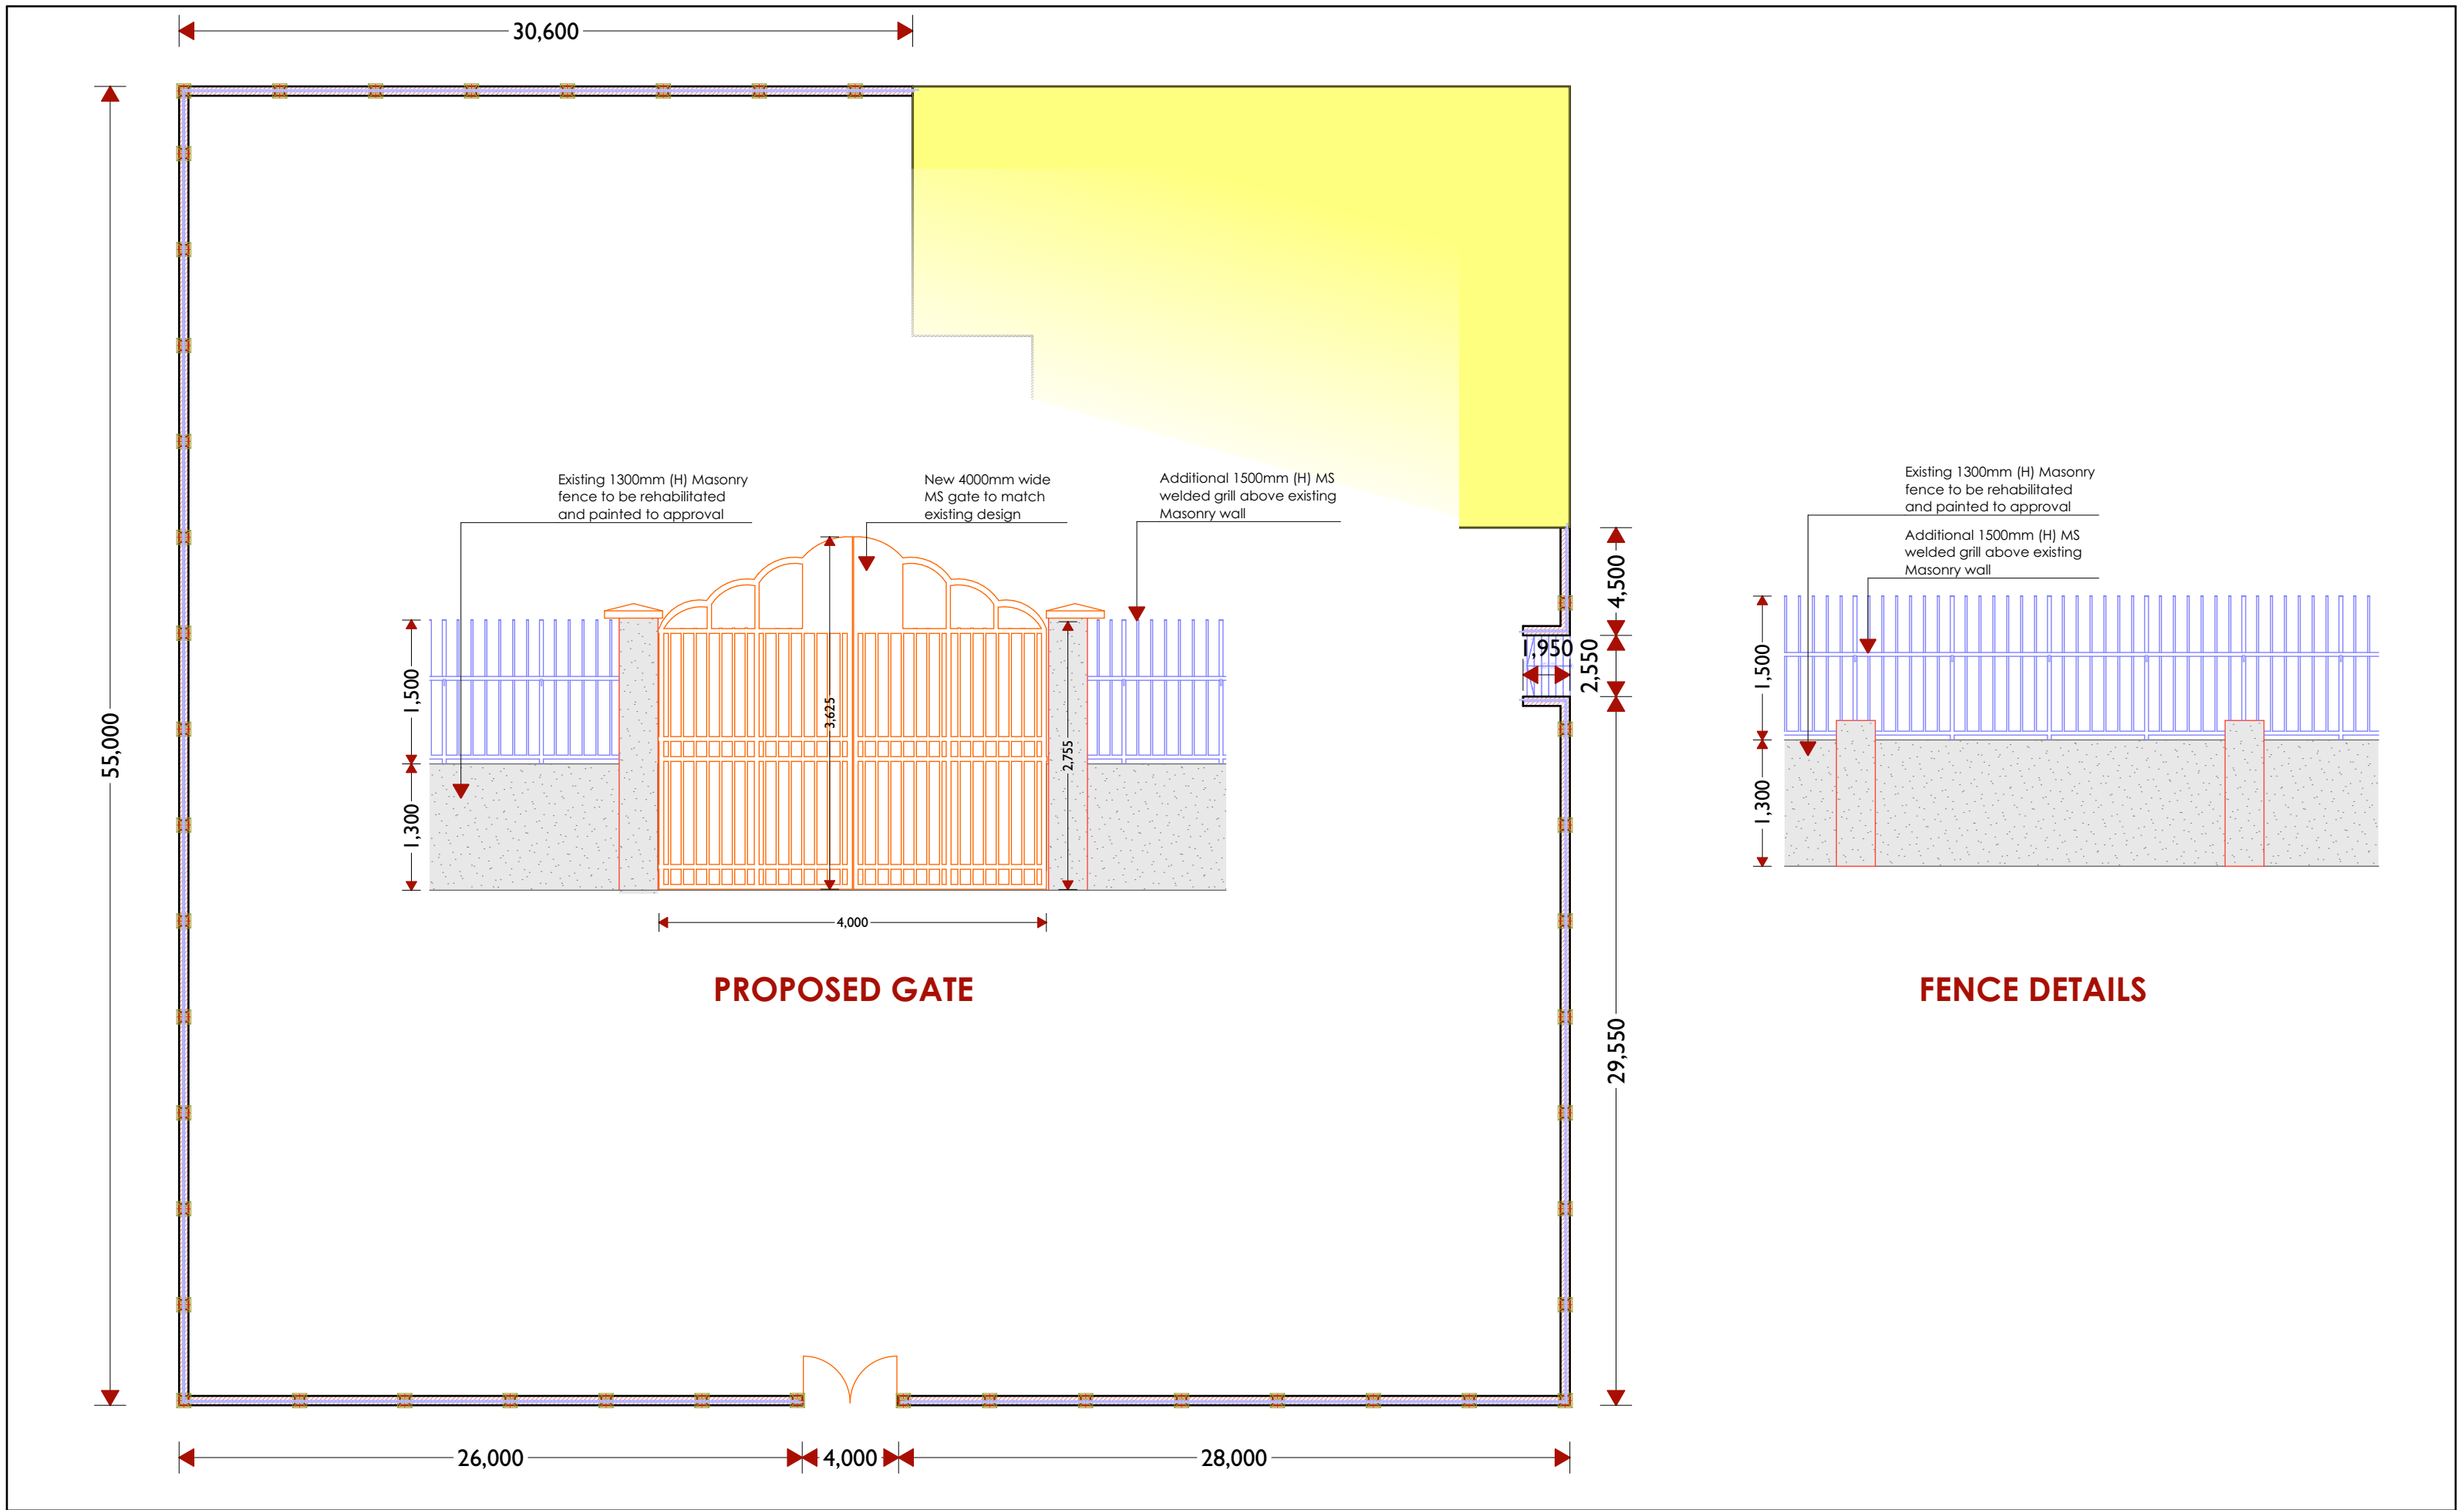 30,600
55,000
Existing 1300mm (H) Masonry
fence to be rehabilitated
and painted to approval
New 4000mm wide
MS gate to match
existing design
Additional 1500mm (H) MS
welded grill above existing
Masonry wall
1,500
1,300
3,625
2,755
4,000
PROPOSED GATE
4,500
1,950
2,550
29,550
Existing 1300mm (H) Masonry
fence to be rehabilitated
and painted to approval
Additional 1500mm (H) MS
welded grill above existing
Masonry wall
1,500
1,300
FENCE DETAILS
26,000
4,000
28,000